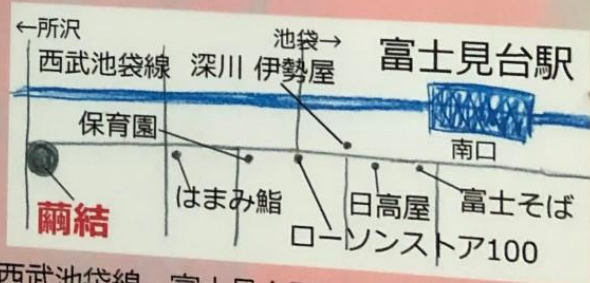 ←所沢
池袋→
西武池袋線
深川 伊勢屋
富士見台駅
保育園
南口
はまみ鮨
日高屋
富士そば
繭結
ローソンストア100
西武池袋線